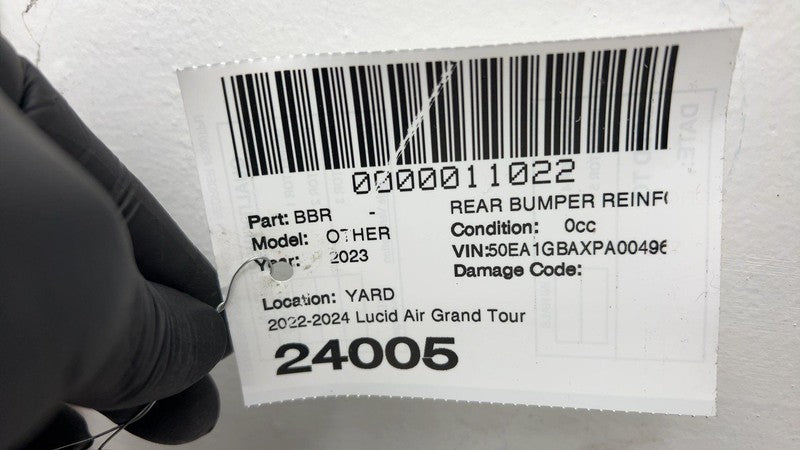 0000011022
Part: BBR - REAR BUMPER REINF
Model: OTHER Condition: 0cc
Year: 2023 VIN:50EA1GBAXPA00496
Damage Code:
Location: YARD
2022-2024 Lucid Air Grand Tour
24005